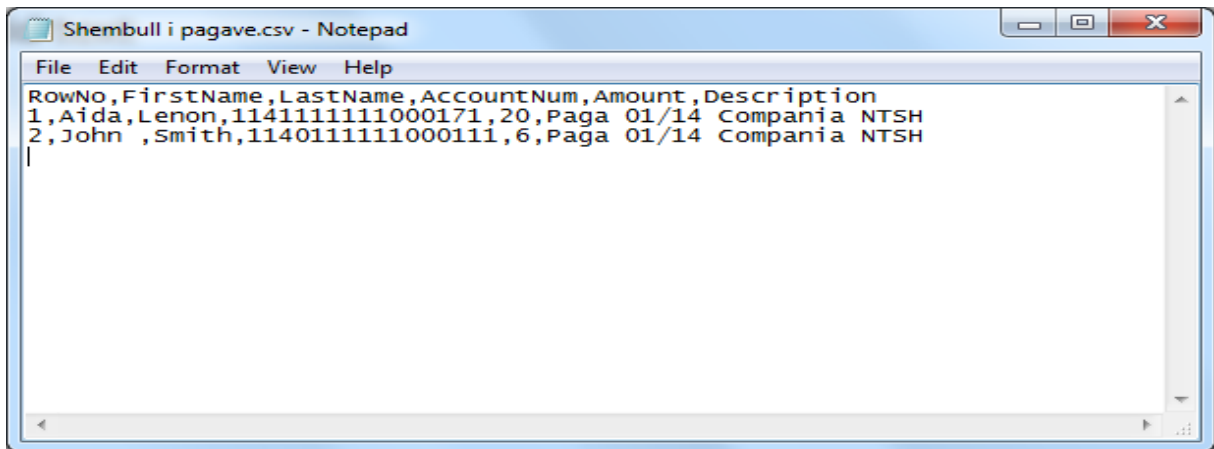 Shembull i pagave.csv - Notepad
File Edit Format View Help
RowNo,FirstName,LastName,AccountNum,Amount,Description
1,Aida,Lenon,1141111111000171,20,Paga 01/14 Compania NTSH
2,John ,Smith,1140111111000111,6,Paga 01/14 Compania NTSH